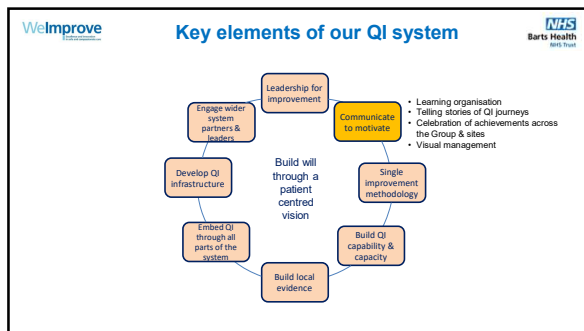 WeImprove
Key elements of our QI system
NHS
Barts Health
NHS Trust
Leadership for
improvement
Communicate
to motivate
• Learning organisation
• Telling stories of QI journeys
• Celebration of achievements across
the Group & sites
• Visual management
Single
improvement
methodology
Build QI
capability &
capacity
Build local
evidence
Embed QI
through all
parts of the
system
Develop QI
infrastructure
Engage wider
system
partners &
leaders
Build will
through a
patient
centred
vision